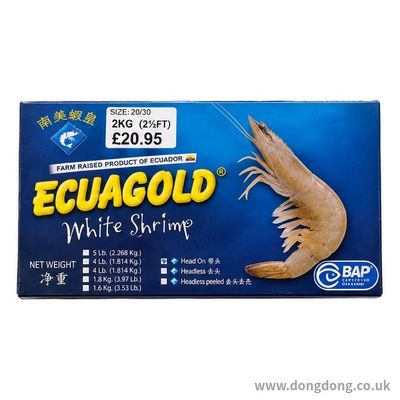 南美蝦皇
SIZE: 20/30
2KG (2½FT)
£20.95
FARM RAISED PRODUCT OF ECUADOR
ECUAGOLD®
White Shrimp
NET WEIGHT
净重
5 Lb. (2.268 Kg.)
4 Lb. (1.814 Kg.)
4 Lb. (1.814 Kg.)
1.8 Kg. (3.97 Lb.)
1.6 Kg. (3.53 Lb.)
Head On 带头
Headless 去头
Headless peeled 去头去壳
BAP
www.dongdong.co.uk